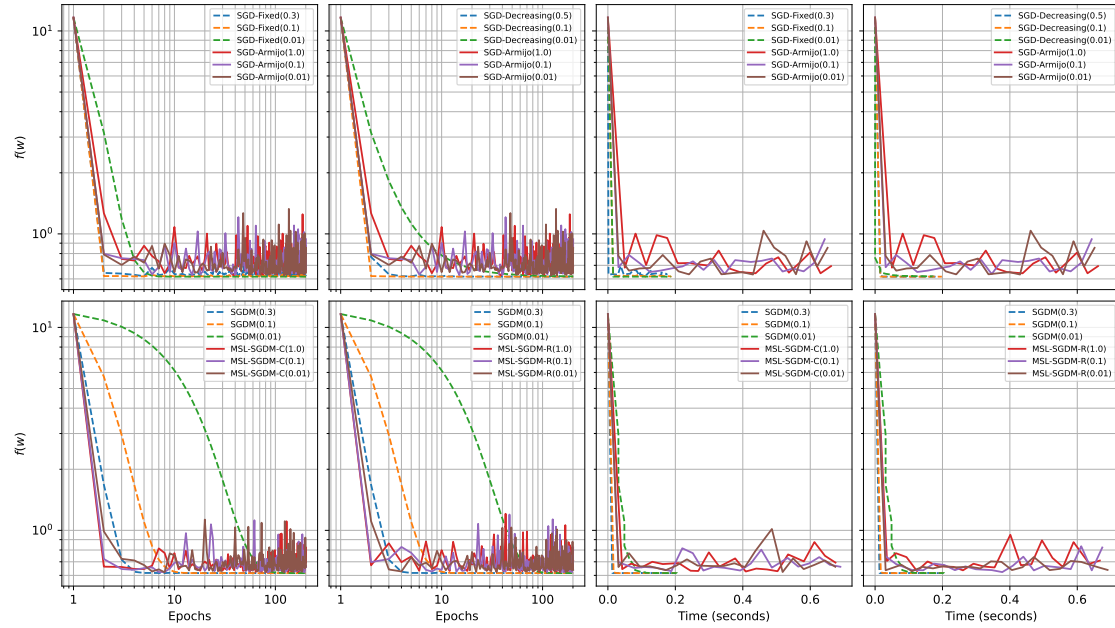 f(w)
10¹
10⁰
SGD-Fixed(0.3)
SGD-Fixed(0.1)
SGD-Fixed(0.01)
SGD-Armijo(1.0)
SGD-Armijo(0.1)
SGD-Armijo(0.01)
SGD-Decreasing(0.5)
SGD-Decreasing(0.1)
SGD-Decreasing(0.01)
SGD-Armijo(1.0)
SGD-Armijo(0.1)
SGD-Armijo(0.01)
SGD-Fixed(0.3)
SGD-Fixed(0.1)
SGD-Fixed(0.01)
SGD-Armijo(1.0)
SGD-Armijo(0.1)
SGD-Armijo(0.01)
SGD-Decreasing(0.5)
SGD-Decreasing(0.1)
SGD-Decreasing(0.01)
SGD-Armijo(1.0)
SGD-Armijo(0.1)
SGD-Armijo(0.01)
f(w)
10¹
10⁰
SGDM(0.3)
SGDM(0.1)
SGDM(0.01)
MSL-SGDM-C(1.0)
MSL-SGDM-C(0.1)
MSL-SGDM-C(0.01)
1 10 100
Epochs
SGDM(0.3)
SGDM(0.1)
SGDM(0.01)
MSL-SGDM-R(1.0)
MSL-SGDM-R(0.1)
MSL-SGDM-R(0.01)
1 10 100
Epochs
SGDM(0.3)
SGDM(0.1)
SGDM(0.01)
MSL-SGDM-C(1.0)
MSL-SGDM-C(0.1)
MSL-SGDM-C(0.01)
0.0 0.2 0.4 0.6
Time (seconds)
SGDM(0.3)
SGDM(0.1)
SGDM(0.01)
MSL-SGDM-R(1.0)
MSL-SGDM-R(0.1)
MSL-SGDM-R(0.01)
0.0 0.2 0.4 0.6
Time (seconds)